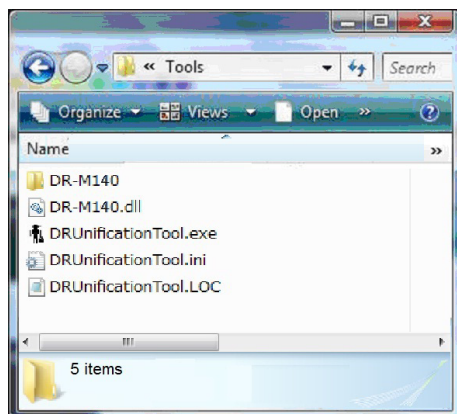 « Tools
Search
Organize Views Open »
Name »
DR-M140
DR-M140.dll
DRUnificationTool.exe
DRUnificationTool.ini
DRUnificationTool.LOC
5 items